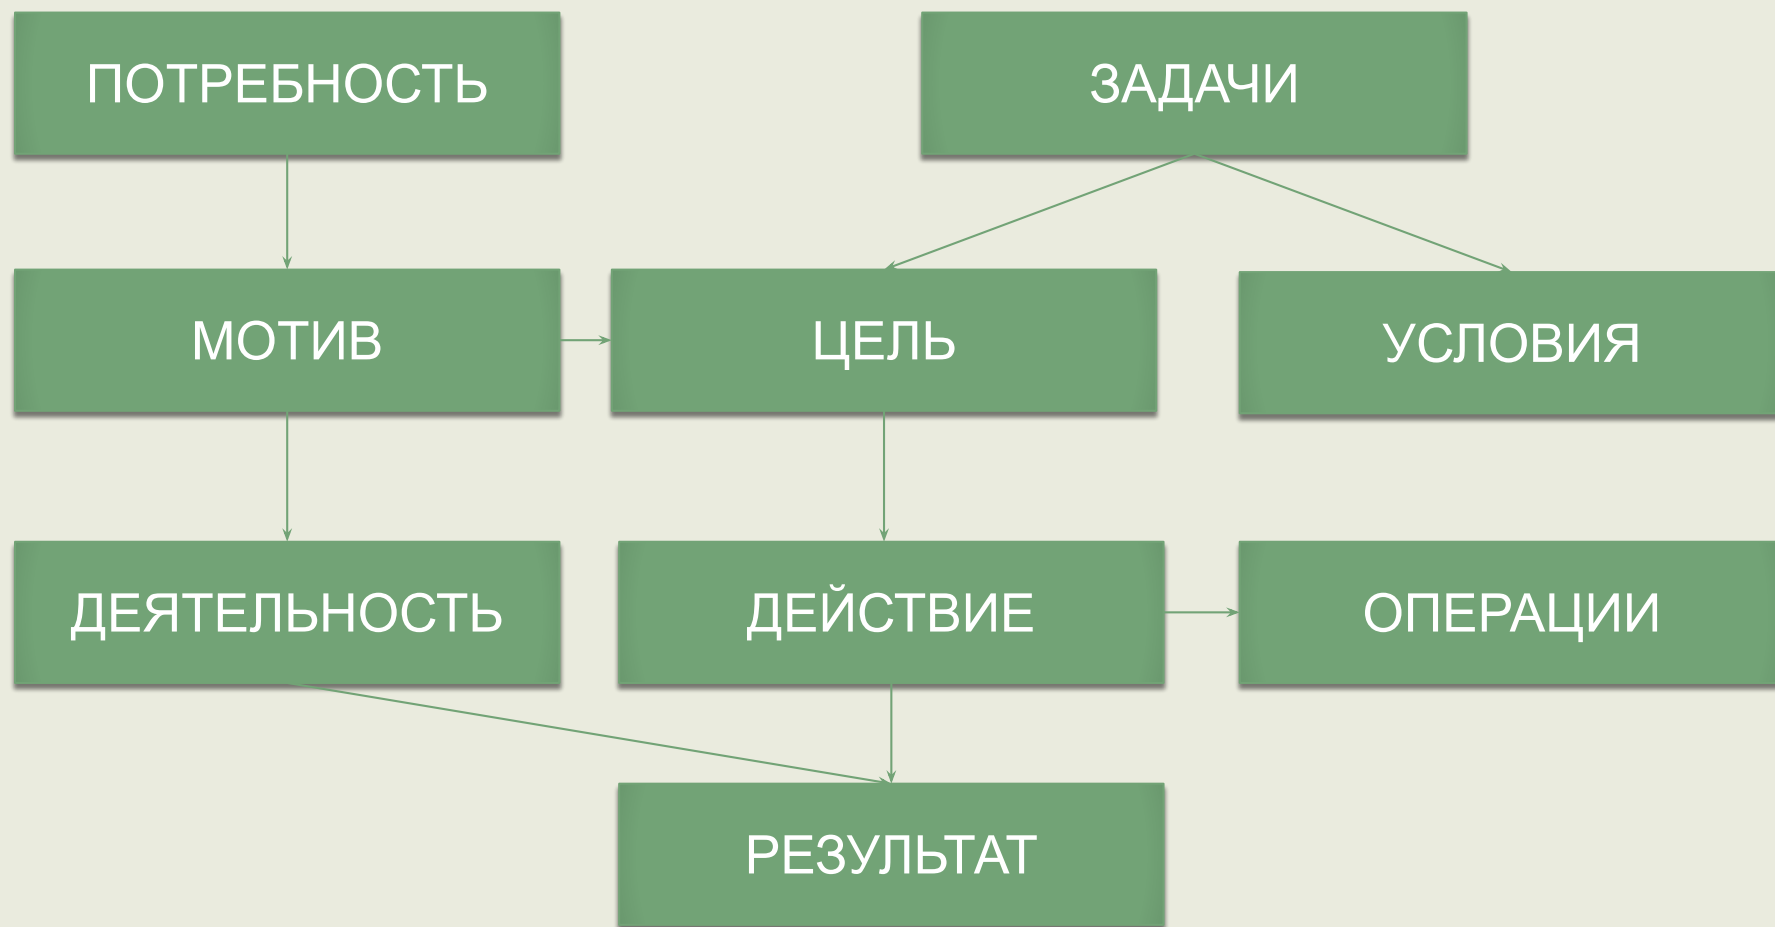 ПОТРЕБНОСТЬ
ЗАДАЧИ
МОТИВ
ЦЕЛЬ
УСЛОВИЯ
ДЕЯТЕЛЬНОСТЬ
ДЕЙСТВИЕ
ОПЕРАЦИИ
РЕЗУЛЬТАТ